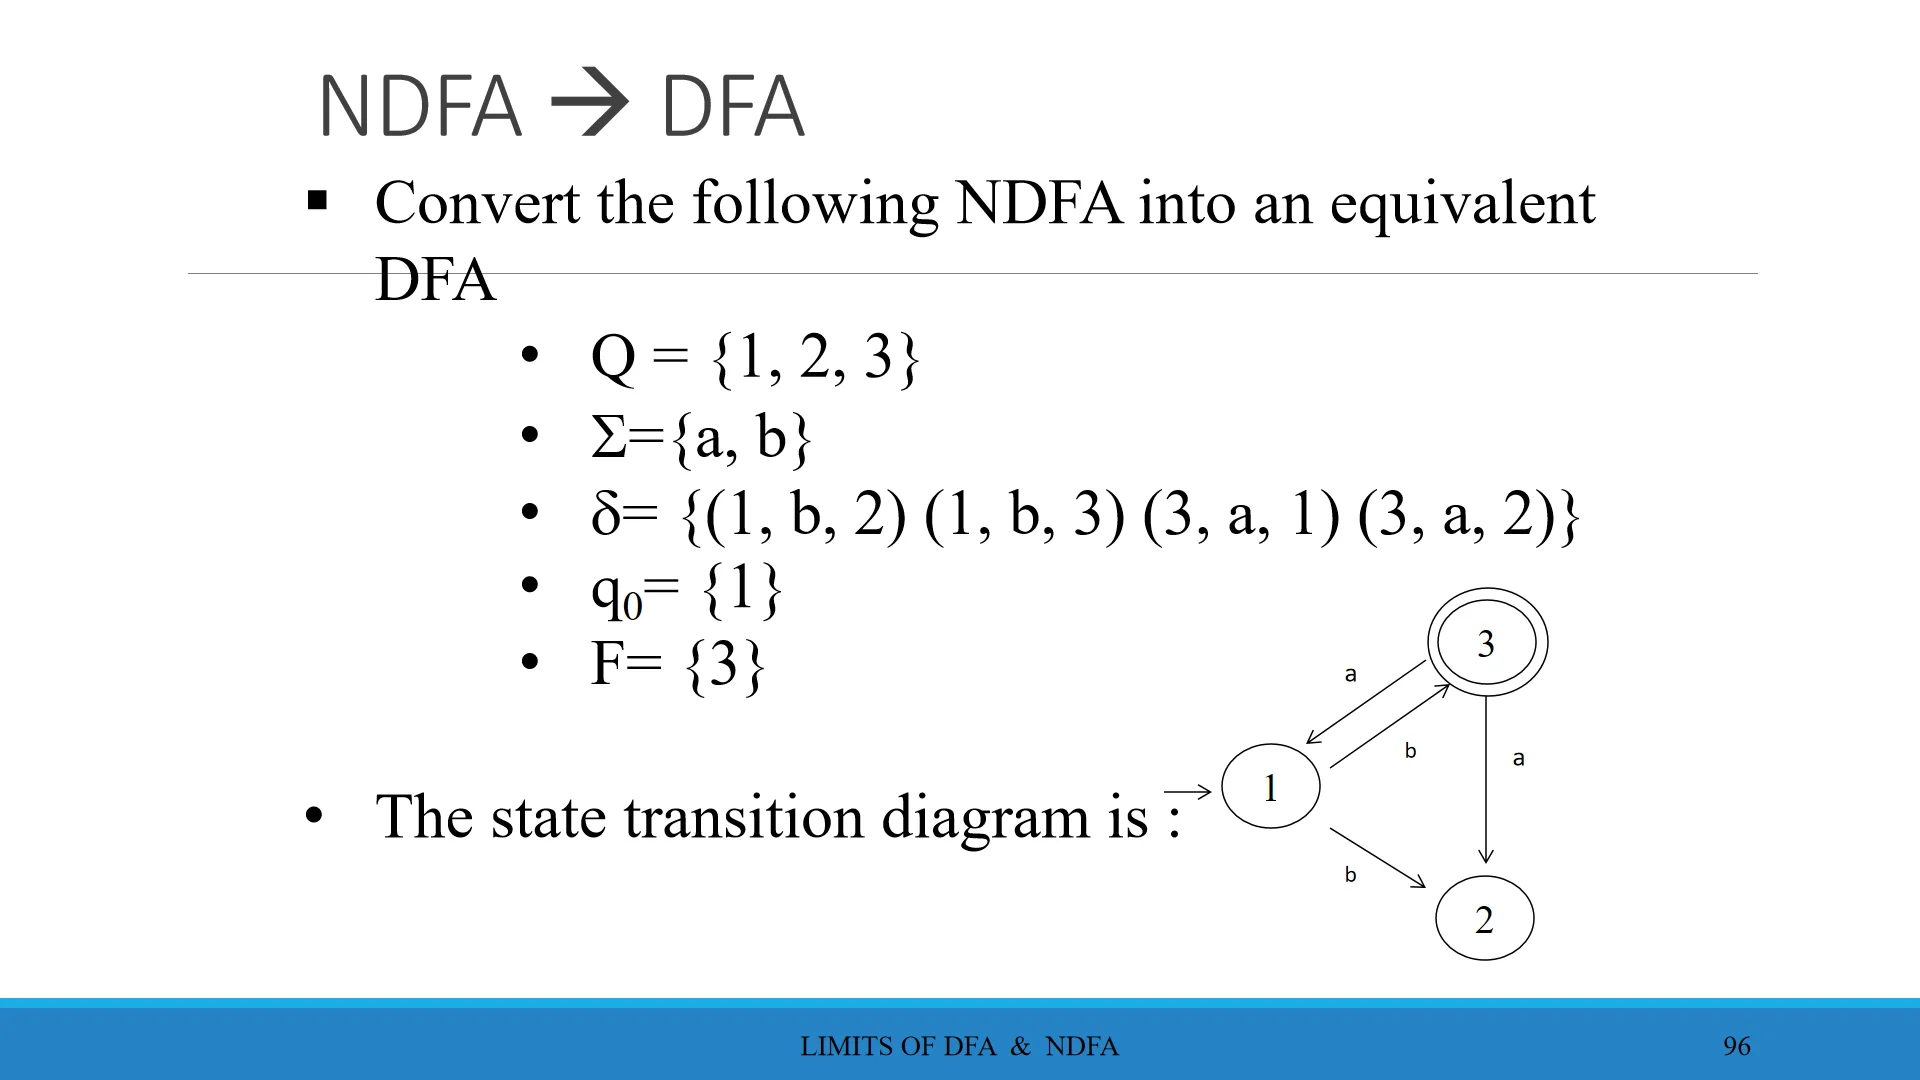 NDFA → DFA
▪ Convert the following NDFA into an equivalent
DFA
• Q = {1, 2, 3}
• Σ={a, b}
• δ= {(1, b, 2) (1, b, 3) (3, a, 1) (3, a, 2)}
• q₀= {1}
• F= {3}
3
a
b
a
1
• The state transition diagram is :
b
2
LIMITS OF DFA & NDFA
96